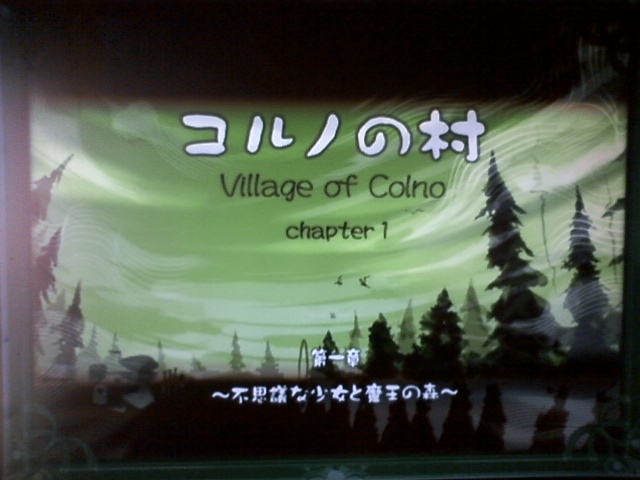 コルノの村
Village of Colno
chapter 1
第一章
～不思議な少女と魔王の森～